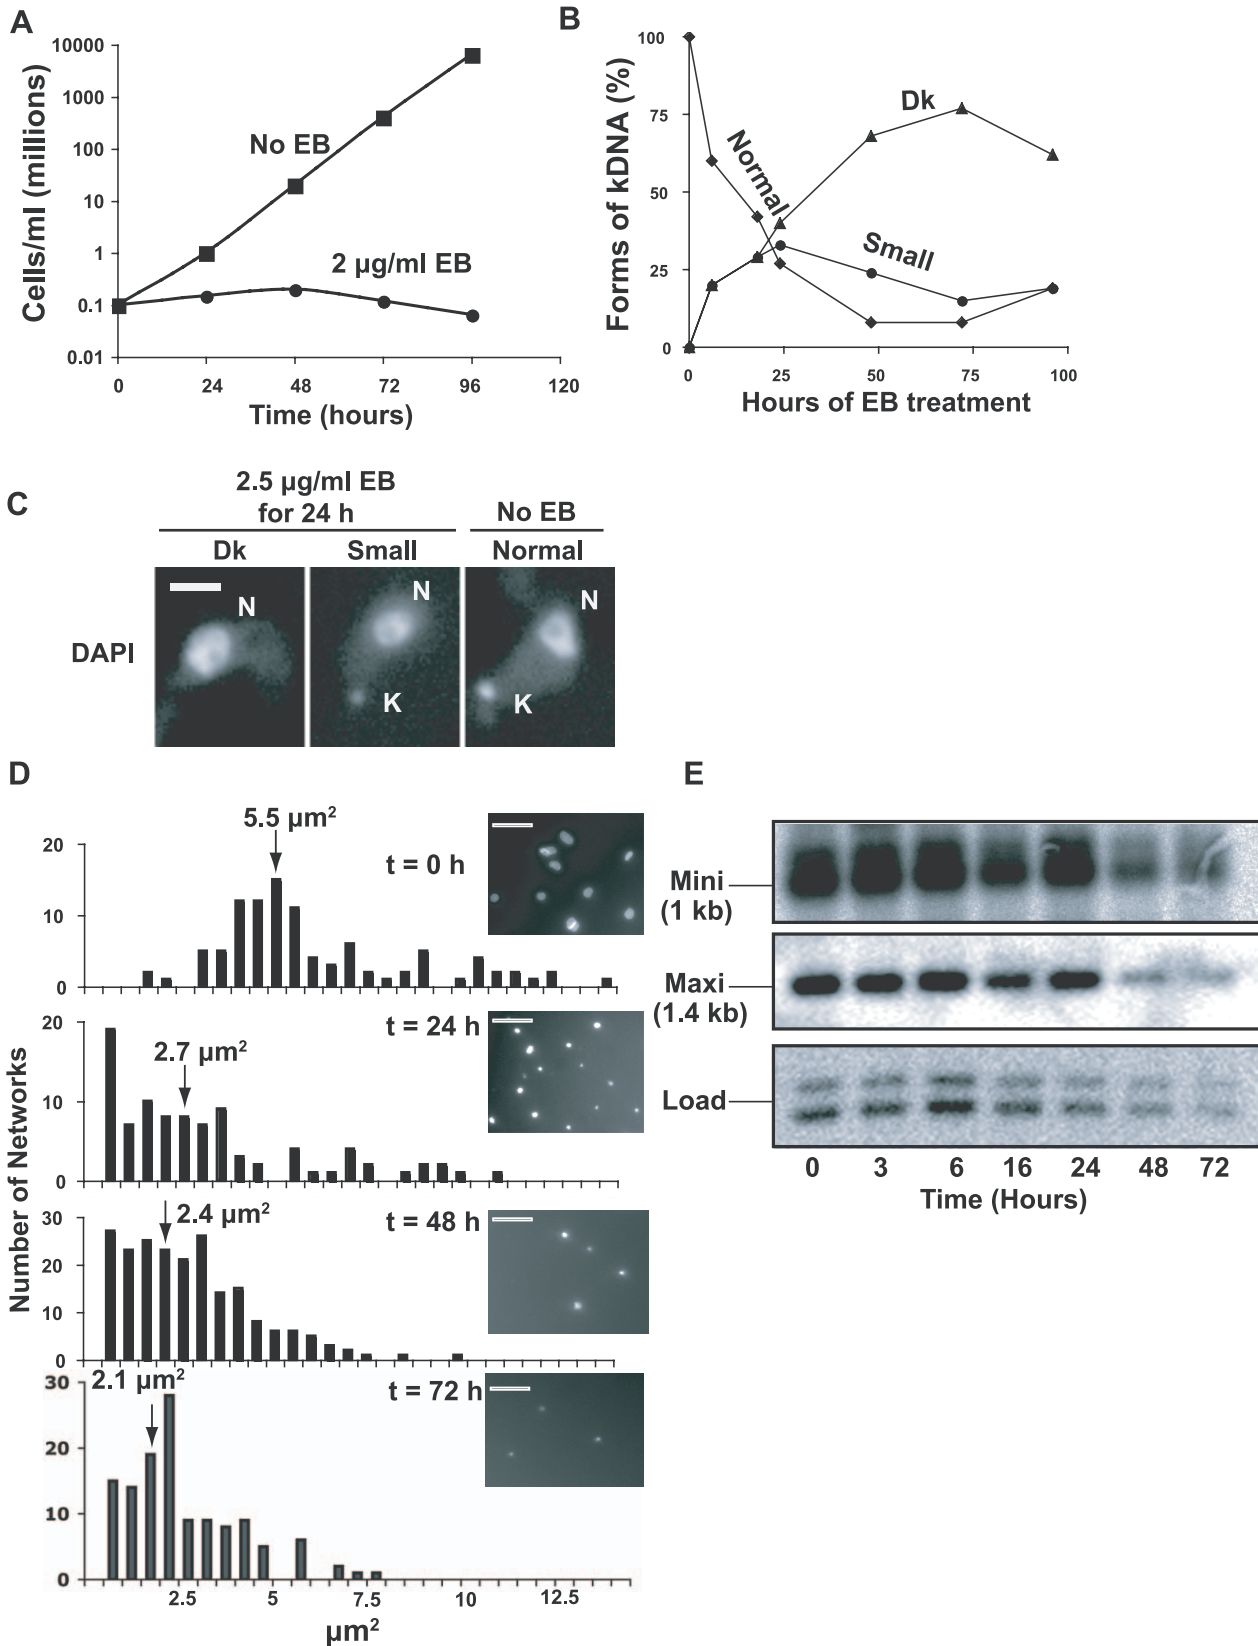 A
Cells/ml (millions)
10000
1000
100
10
1
0.1
0.01
No EB
2 µg/ml EB
0 24 48 72 96 120
Time (hours)
B
Forms of kDNA (%)
100
75
50
25
0
Normal
Dk
Small
0 25 50 75 100
Hours of EB treatment
C
2.5 µg/ml EB
for 24 h
No EB
Dk Small Normal
DAPI
N
N
K
N
K
D
Number of Networks
20
10
0
5.5 µm²
t = 0 h
20
10
0
2.7 µm²
t = 24 h
30
20
10
0
2.4 µm²
t = 48 h
30
20
10
0
2.1 µm²
t = 72 h
2.5 5 7.5 10 12.5
µm²
E
Mini
(1 kb)
Maxi
(1.4 kb)
Load
0 3 6 16 24 48 72
Time (Hours)